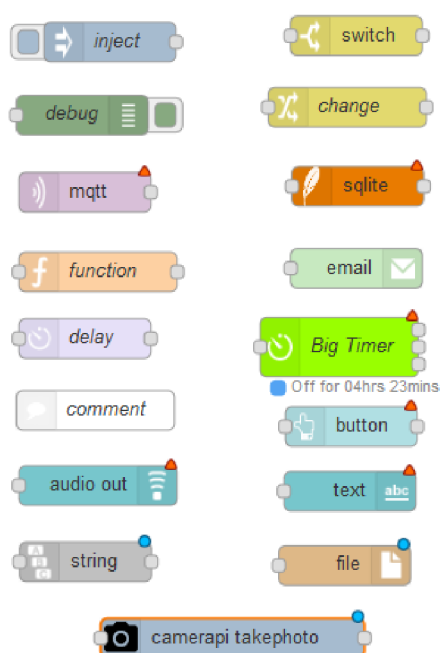 inject
switch
debug
change
mqtt
sqlite
function
email
delay
Big Timer
Off for 04hrs 23mins
comment
button
audio out
text abc
A
B
C
string
file
camerapi takephoto